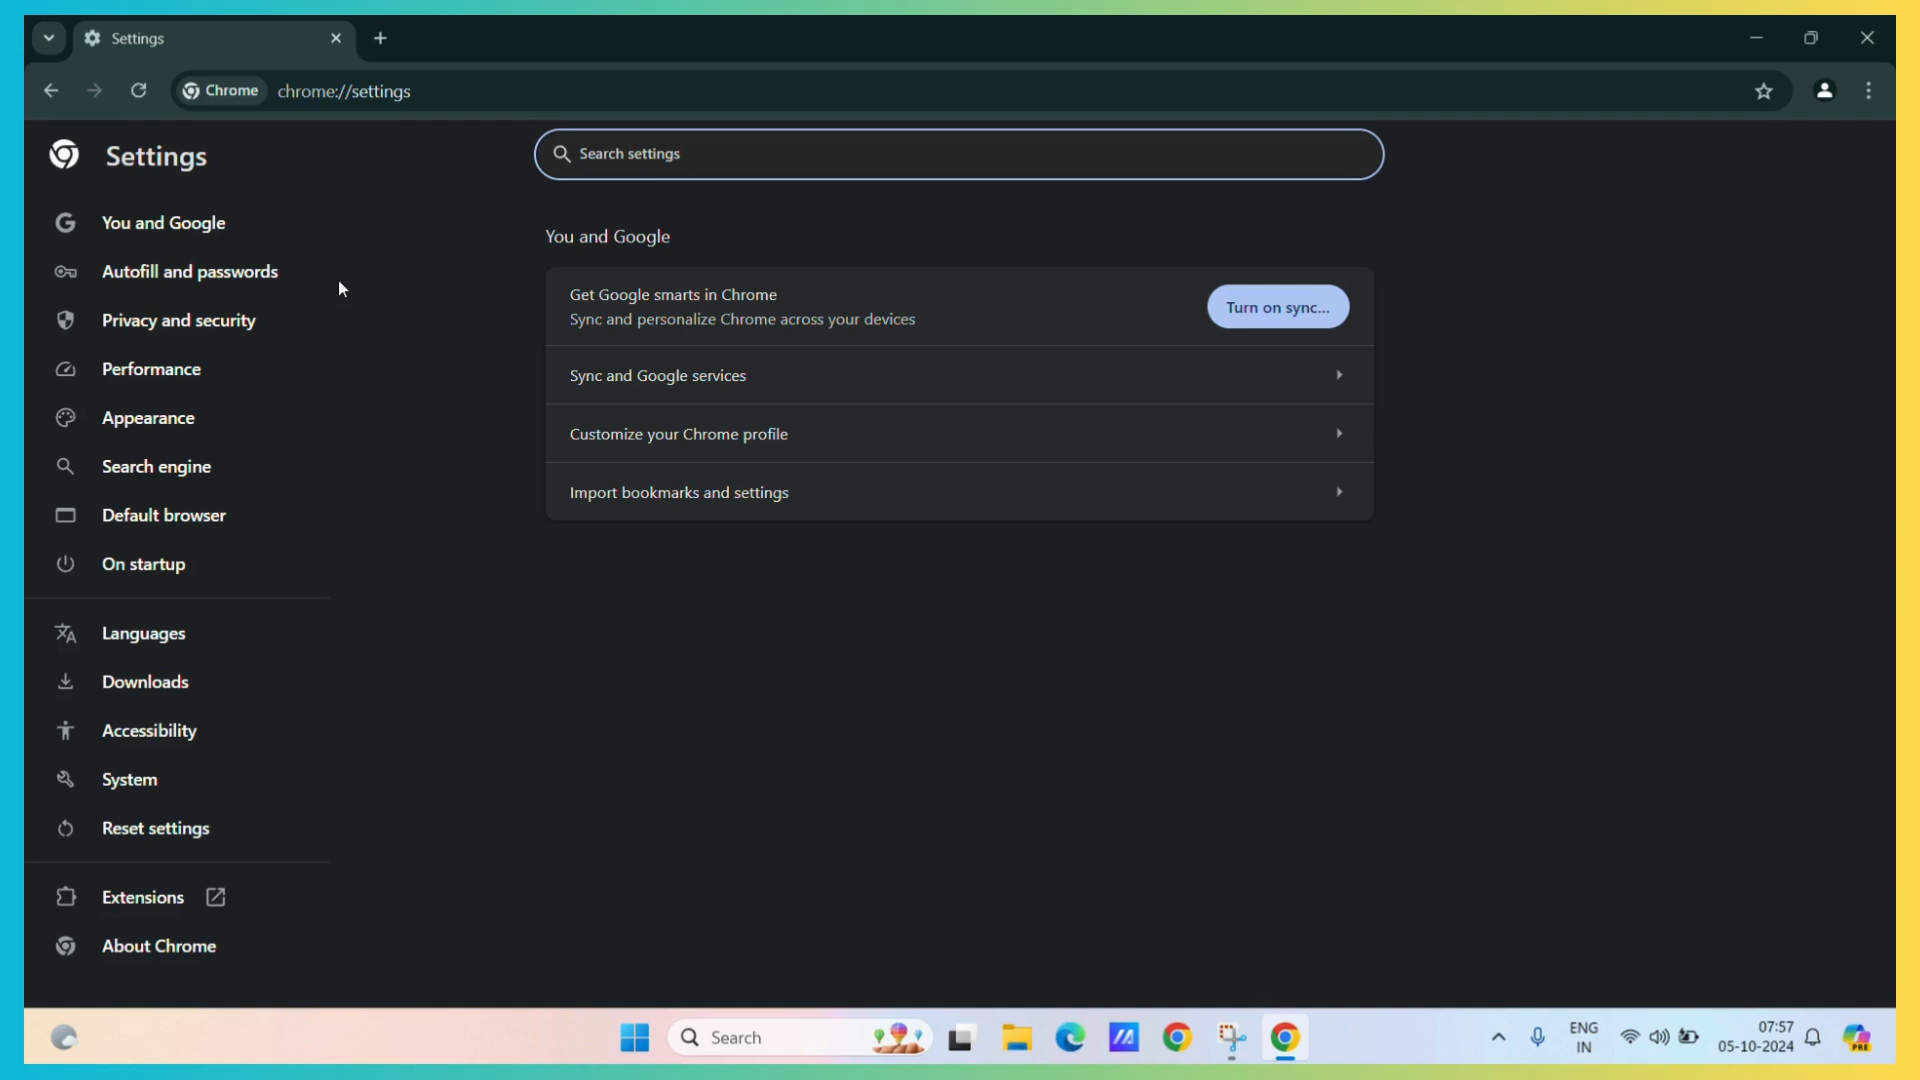 Settings
Chrome
chrome://settings
Settings
Search settings
You and Google
Autofill and passwords
Privacy and security
Performance
Appearance
Search engine
Default browser
On startup
Languages
Downloads
Accessibility
System
Reset settings
Extensions
About Chrome
You and Google
Get Google smarts in Chrome
Sync and personalize Chrome across your devices
Turn on sync...
Sync and Google services
Customize your Chrome profile
Import bookmarks and settings
Search
ENG
IN
07:57
05-10-2024
PRE